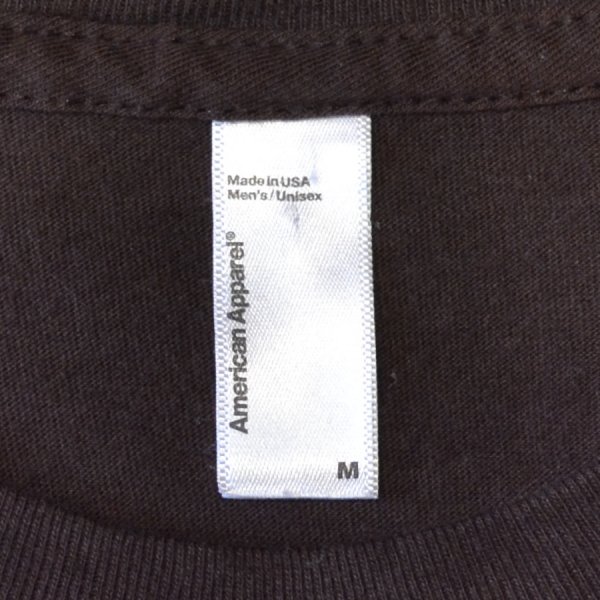 Made in USA
Men's/Unisex
American Apparel®
M